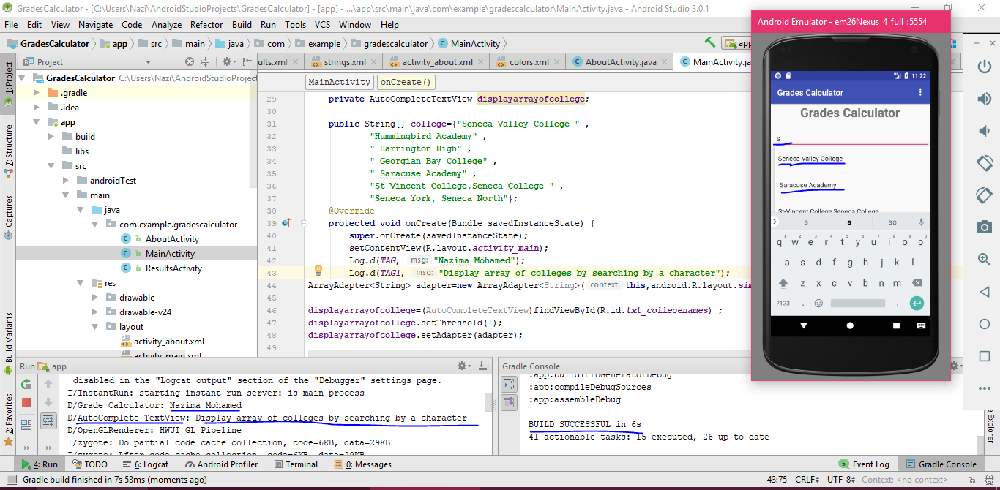 GradesCalculator - [C:\Users\Nazi\AndroidStudioProjects\GradesCalculator] - [app] - ...\app\src\main\java\com\example\gradescalculator\MainActivity.java - Android Studio 3.0.1
File Edit View Navigate Code Analyze Refactor Build Run Tools VCS Window Help
GradesCalculator app src main java com example gradescalculator MainActivity app
Project
ults.xml strings.xml activity_about.xml colors.xml AboutActivity.java MainActivity.ja
1: Project
7: Structure
Captures
Build Variants
2: Favorites
GradesCalculator C:\Users\Nazi\AndroidStudioProject
.gradle
.idea
app
build
libs
src
androidTest
main
java
com.example.gradescalculator
AboutActivity
MainActivity
ResultsActivity
res
drawable
drawable-v24
layout
activity_about.xml
activity_main.xml
MainActivity onCreate()
29 private AutoCompleteTextView displayarrayofcollege;
30
31 public String[] college={"Seneca Valley College " ,
32 "Hummingbird Academy" ,
33 " Harrington High" ,
34 " Georgian Bay College" ,
35 " Saracuse Academy" ,
36 "St-Vincent College,Seneca College " ,
37 "Seneca York, Seneca North"};
38 @Override
39 protected void onCreate(Bundle savedInstanceState) {
40 super.onCreate(savedInstanceState);
41 setContentView(R.layout.activity_main);
42 Log.d(TAG, msg: "Nazima Mohamed");
43 Log.d(TAG1, msg: "Display array of colleges by searching by a character");
44 ArrayAdapter<String> adapter=new ArrayAdapter<String>( context: this,android.R.layout.sim
45
46 displayarrayofcollege=(AutoCompleteTextView)findViewById(R.id.txt_collegenames) ;
47 displayarrayofcollege.setThreshold(1);
48 displayarrayofcollege.setAdapter(adapter);
49
Android Emulator - em26Nexus_4_full_:5554
11:22
Grades Calculator
Grades Calculator
s
Seneca Valley College
Saracuse Academy
St-Vincent College,Seneca College
s a so
q1 w2 e3 r4 t5 y6 u7 i8 o9 p0
a s d f g h j k l
z x c v b n m
?123 , .
Run app
disabled in the "Logcat output" section of the "Debugger" settings page.
I/InstantRun: starting instant run server: is main process
D/Grade Calculator: Nazima Mohamed
D/AutoComplete TextView: Display array of colleges by searching by a character
D/OpenGLRenderer: HWUI GL Pipeline
I/zygote: Do partial code cache collection, code=6KB, data=29KB
I/zygote: After code cache collection, code=6KB, data=29KB
Gradle Console
:app:buildInfoGeneratorDebug
:app:compileDebugSources
:app:assembleDebug
BUILD SUCCESSFUL in 6s
41 actionable tasks: 15 executed, 26 up-to-date
e Explorer
4: Run TODO 6: Logcat Android Profiler Terminal 0: Messages 5 Event Log Gradle Console
Gradle build finished in 7s 53ms (moments ago) 43:75 CRLF UTF-8 Context: <no context>